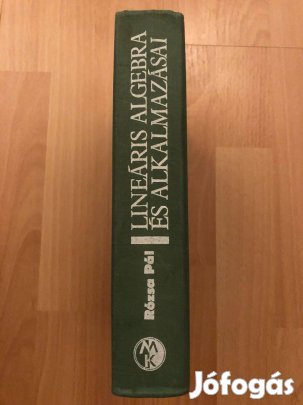 LINEÁRIS ALGEBRA
ÉS ALKALMAZÁSAI
Rózsa Pál
MK
Jófogás